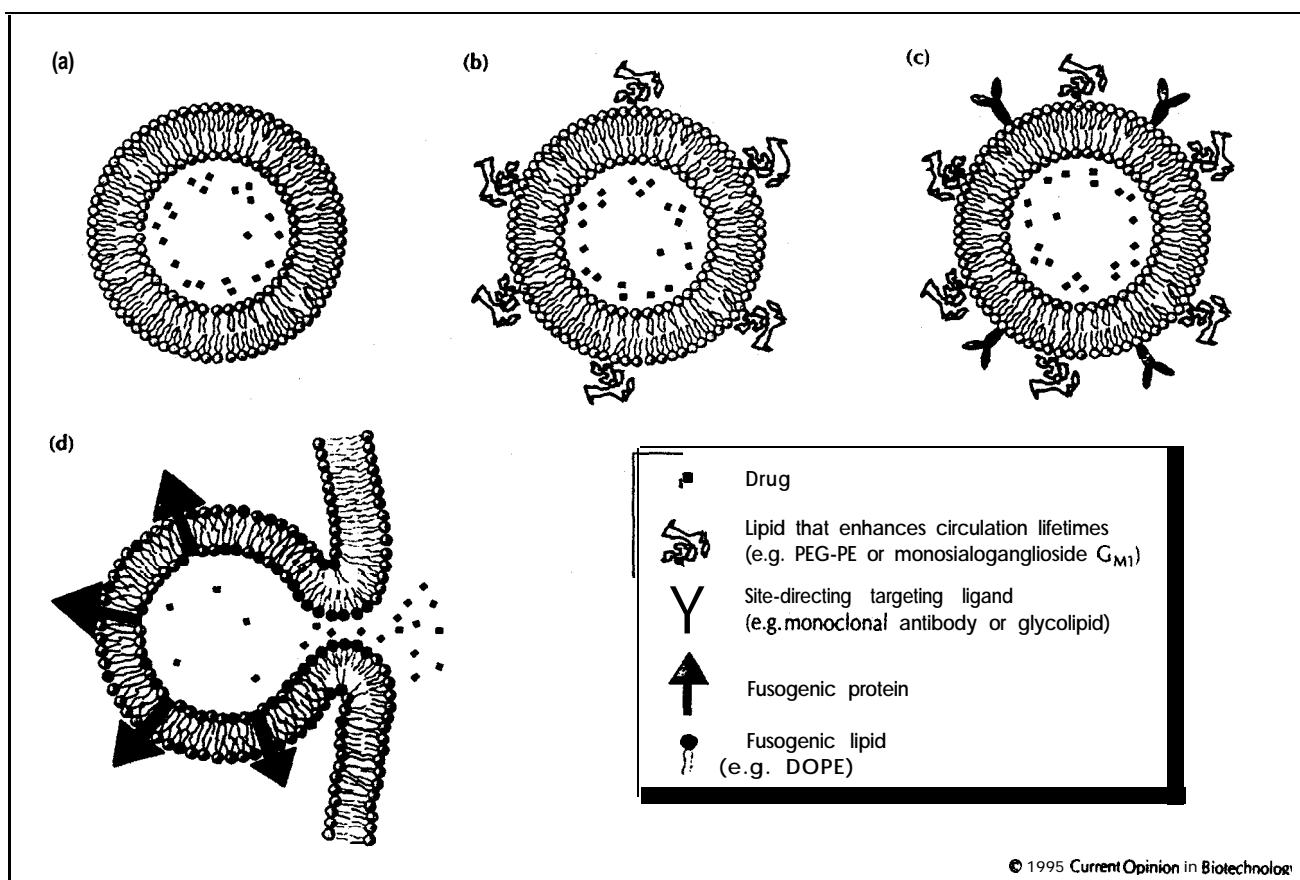 (a)
(b)
(c)
(d)
Drug
Lipid that enhances circulation lifetimes
(e.g. PEG-PE or monosialoganglioside GM1)
Site-directing targeting ligand
(e.g. monoclonal antibody or glycolipid)
Fusogenic protein
Fusogenic lipid
(e.g. DOPE)
© 1995 Current Opinion in Biotechnology